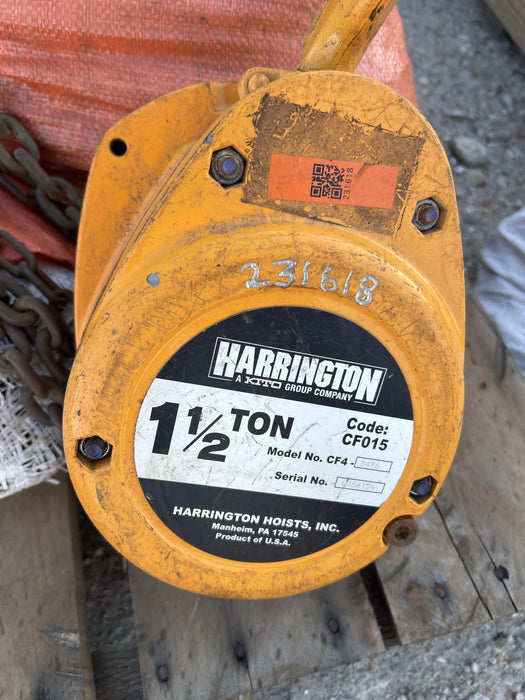 231618
231618
HARRINGTON
A KITO GROUP COMPANY
1 1/2 TON
Code:
CF015
Model No. CF4 -
Serial No.
HARRINGTON HOISTS, INC.
Manheim, PA 17545
Product of U.S.A.